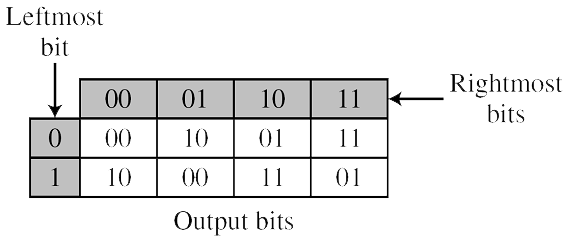 Leftmost
bit
00 01 10 11
Rightmost
bits
0 00 10 01 11
1 10 00 11 01
Output bits